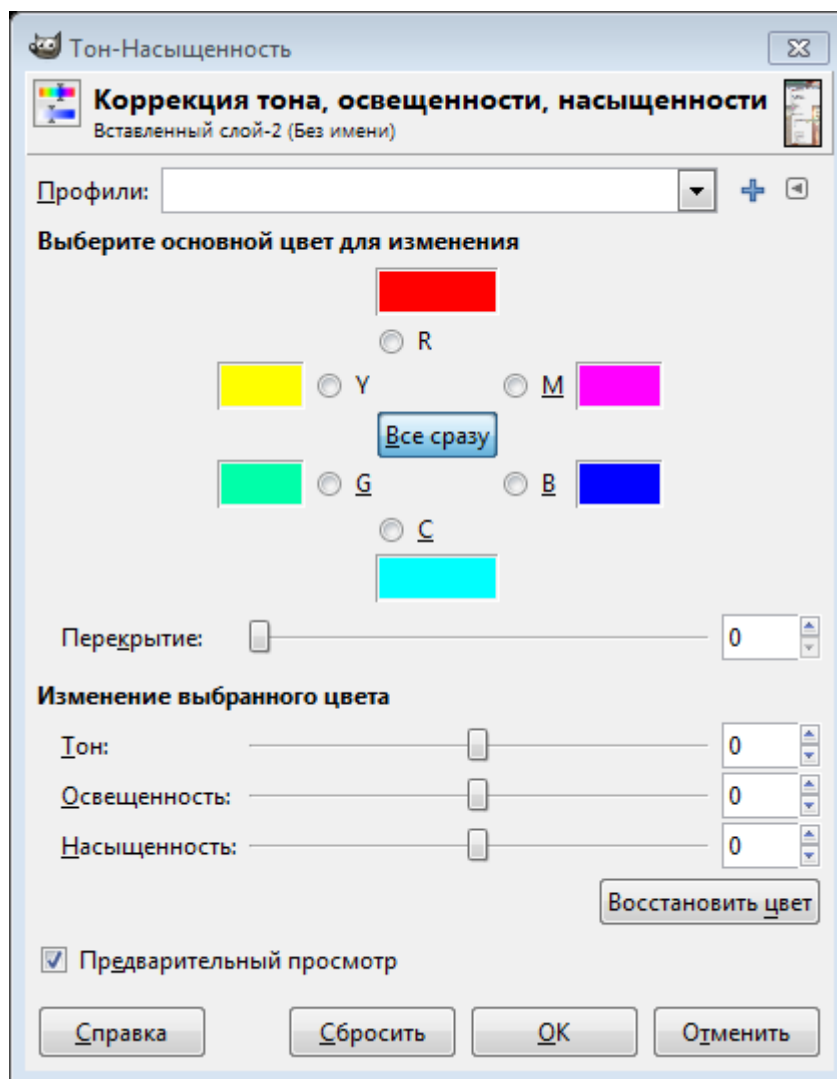 Тон-Насыщенность
Коррекция тона, освещенности, насыщенности
Вставленный слой-2 (Без имени)
Профили:
Выберите основной цвет для изменения
R
Y M
Все сразу
G B
C
Перекрытие: 0
Изменение выбранного цвета
Тон: 0
Освещенность: 0
Насыщенность: 0
Восстановить цвет
Предварительный просмотр
Справка Сбросить OK Отменить